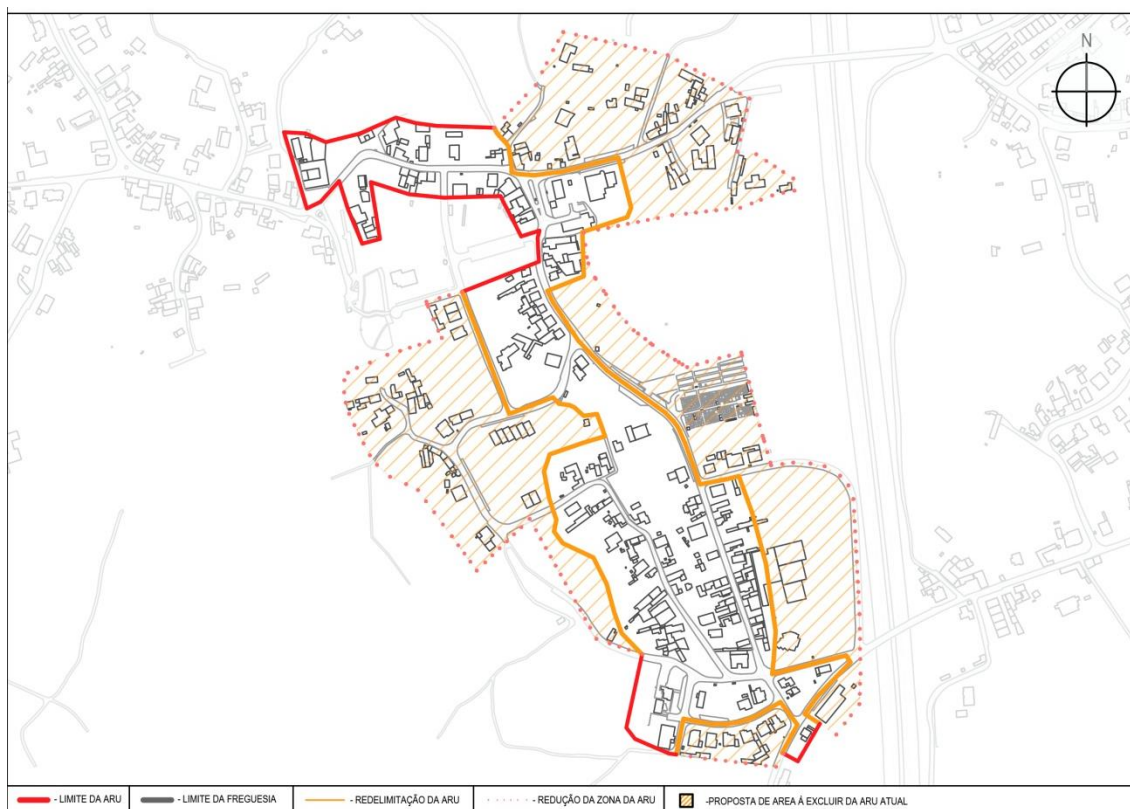 N
- LIMITE DA ARU
- LIMITE DA FREGUESIA
- REDELIMITAÇÃO DA ARU
- REDUÇÃO DA ZONA DA ARU
-PROPOSTA DE AREA Á EXCLUIR DA ARU ATUAL